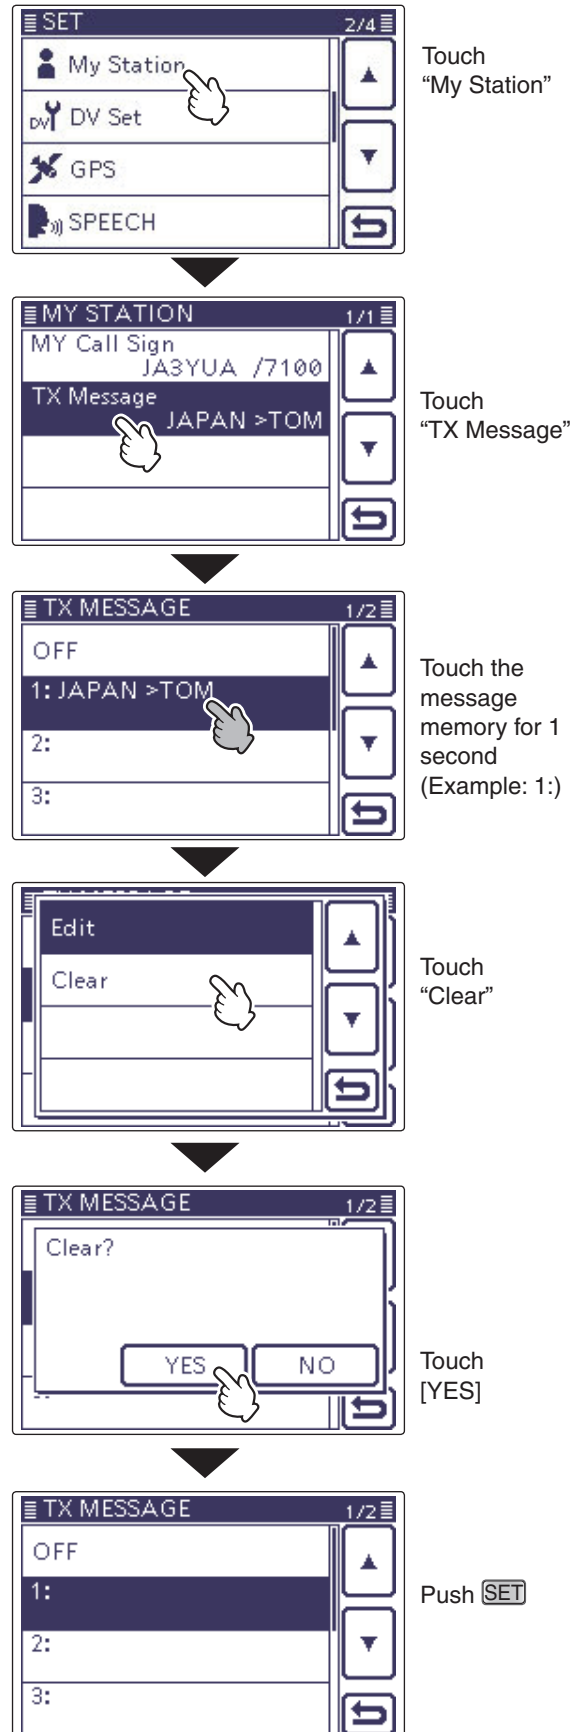 SET 2/4
My Station
DV DV Set
GPS
SPEECH
Touch
“My Station”
MY STATION 1/1
MY Call Sign
JA3YUA /7100
TX Message
JAPAN >TOM
Touch
“TX Message”
TX MESSAGE 1/2
OFF
1: JAPAN >TOM
2:
3:
Touch the
message
memory for 1
second
(Example: 1:)
Edit
Clear
Touch
“Clear”
TX MESSAGE 1/2
Clear?
YES NO
Touch
[YES]
TX MESSAGE 1/2
OFF
1:
2:
3:
Push SET